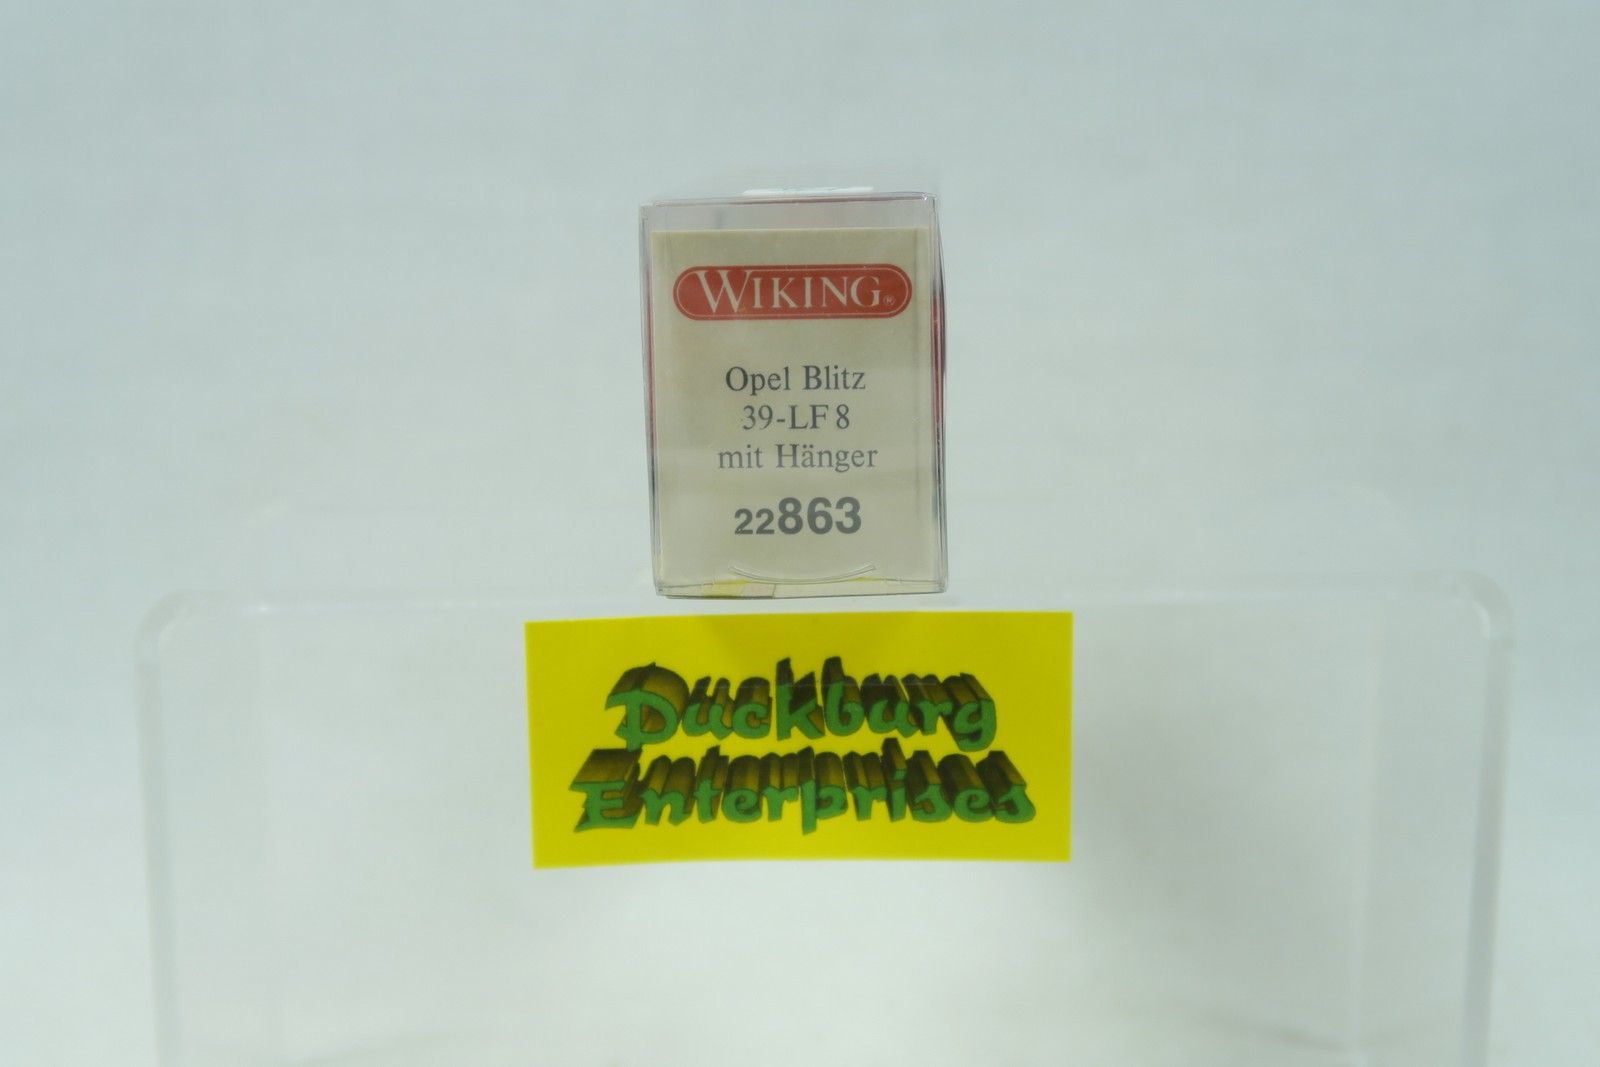 WIKING®
Opel Blitz
39-LF 8
mit Hänger
22863
Duckburg
Enterprises